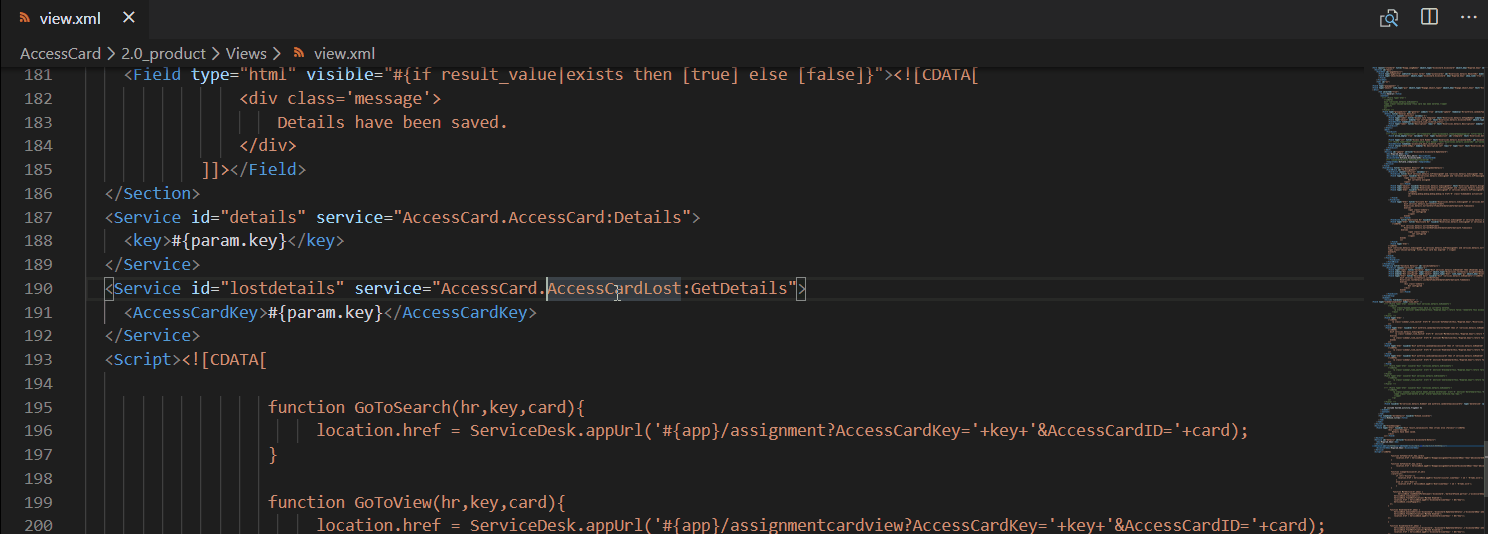 view.xml
AccessCard > 2.0_product > Views > view.xml
181 <Field type="html" visible="#{if result_value|exists then [true] else [false]}"><![CDATA[
182 <div class='message'>
183 Details have been saved.
184 </div>
185 ]]></Field>
186 </Section>
187 <Service id="details" service="AccessCard.AccessCard:Details">
188 <key>#{param.key}</key>
189 </Service>
190 <Service id="lostdetails" service="AccessCard.AccessCardLost:GetDetails">
191 <AccessCardKey>#{param.key}</AccessCardKey>
192 </Service>
193 <Script><![CDATA[
194
195 function GoToSearch(hr,key,card){
196 location.href = ServiceDesk.appUrl('#{app}/assignment?AccessCardKey='+key+'&AccessCardID='+card);
197 }
198
199 function GoToView(hr,key,card){
200 location.href = ServiceDesk.appUrl('#{app}/assignmentcardview?AccessCardKey='+key+'&AccessCardID='+card);